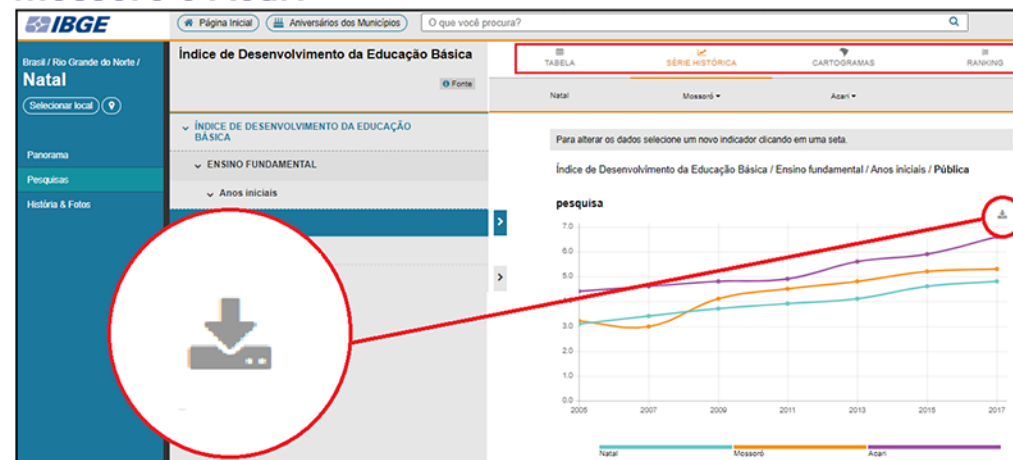 IBGE
Página Inicial
Aniversários dos Municípios
O que você procura?
Brasil / Rio Grande do Norte /
Natal
Selecionar local
Panorama
Pesquisas
História & Fotos
Índice de Desenvolvimento da Educação Básica
Fonte
ÍNDICE DE DESENVOLVIMENTO DA EDUCAÇÃO
BÁSICA
ENSINO FUNDAMENTAL
Anos iniciais
TABELA
SÉRIE HISTÓRICA
CARTOGRAMAS
RANKING
Natal
Mossoró
Acari
Para alterar os dados selecione um novo indicador clicando em uma seta.
Índice de Desenvolvimento da Educação Básica / Ensino fundamental / Anos iniciais / Pública
pesquisa
7.0
6.0
5.0
3.0
2.0
1.0
0.0
2005 2007 2009 2011 2013 2015 2017
Natal Mossoró Acari